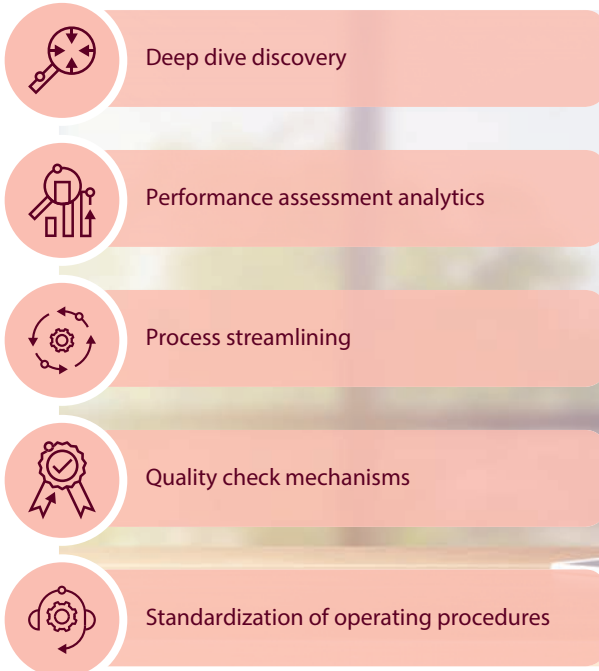 Deep dive discovery
Performance assessment analytics
Process streamlining
Quality check mechanisms
Standardization of operating procedures